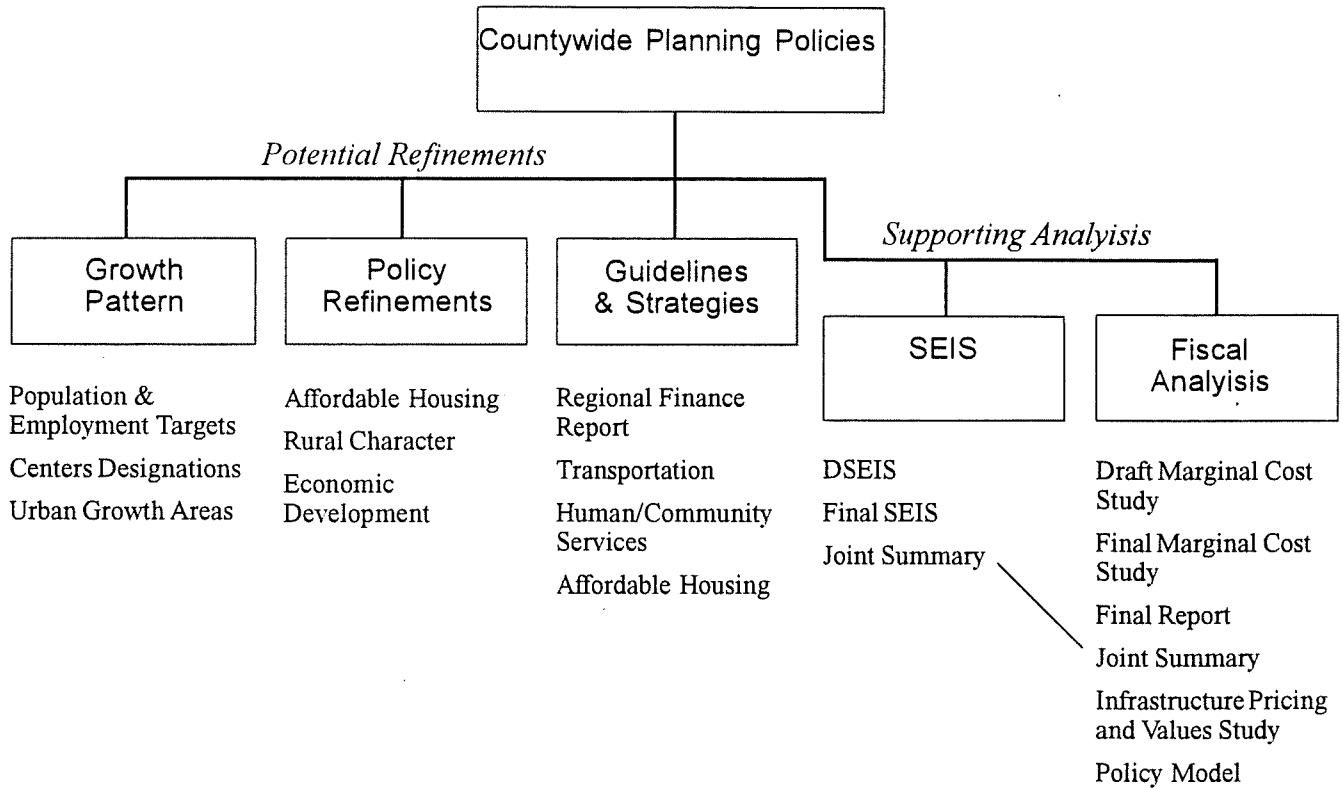 Countywide Planning Policies
Potential Refinements
Supporting Analyisis
Growth
Pattern
Policy
Refinements
Guidelines
& Strategies
SEIS
Fiscal
Analyisis
Population &
Employment Targets
Centers Designations
Urban Growth Areas
Affordable Housing
Rural Character
Economic
Development
Regional Finance
Report
Transportation
Human/Community
Services
Affordable Housing
DSEIS
Final SEIS
Joint Summary
Draft Marginal Cost
Study
Final Marginal Cost
Study
Final Report
Joint Summary
Infrastructure Pricing
and Values Study
Policy Model